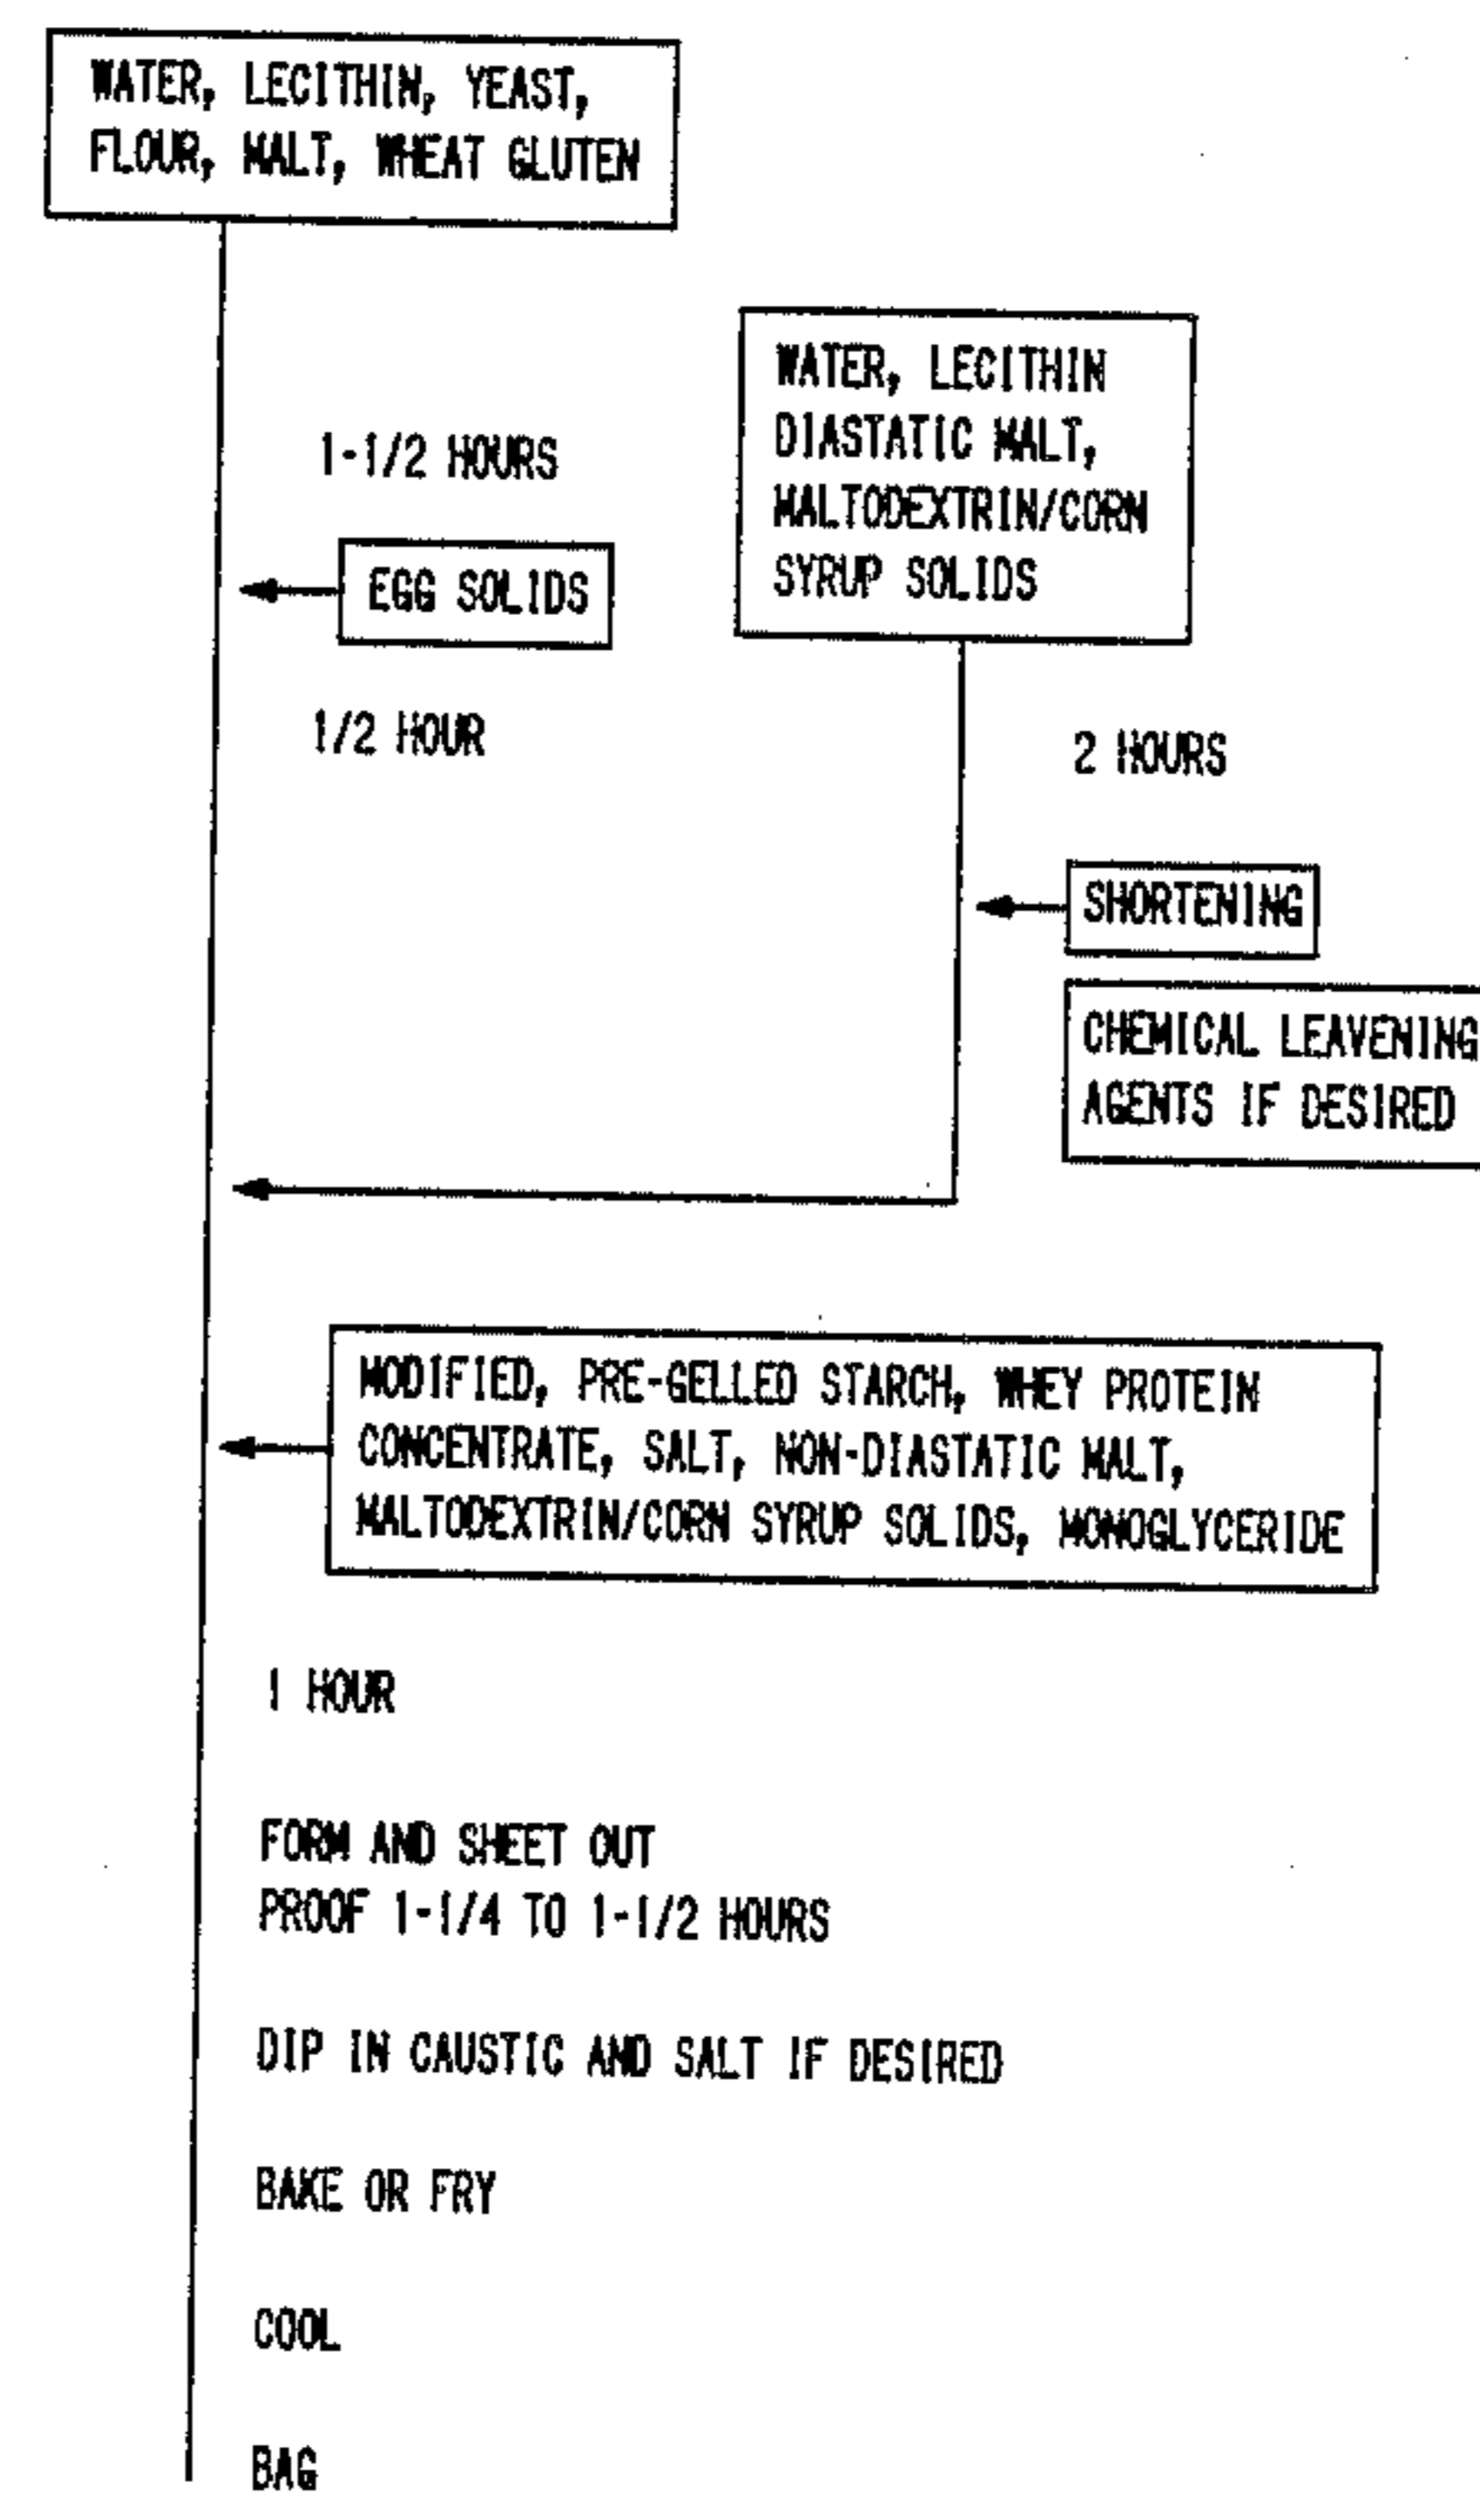 WATER, LECITHIN, YEAST,
FLOUR, MALT, WHEAT GLUTEN
WATER, LECITHIN
DIASTATIC MALT,
MALTODEXTRIN/CORN
SYRUP SOLIDS
1-1/2 HOURS
EGG SOLIDS
1/2 HOUR
2 HOURS
SHORTENING
CHEMICAL LEAVENING
AGENTS IF DESIRED
MODIFIED, PRE-GELLED STARCH, WHEY PROTEIN
CONCENTRATE, SALT, NON-DIASTATIC MALT,
MALTODEXTRIN/CORN SYRUP SOLIDS, MONOGLYCERIDE
1 HOUR
FORM AND SHEET OUT
PROOF 1-1/4 TO 1-1/2 HOURS
DIP IN CAUSTIC AND SALT IF DESIRED
BAKE OR FRY
COOL
BAG